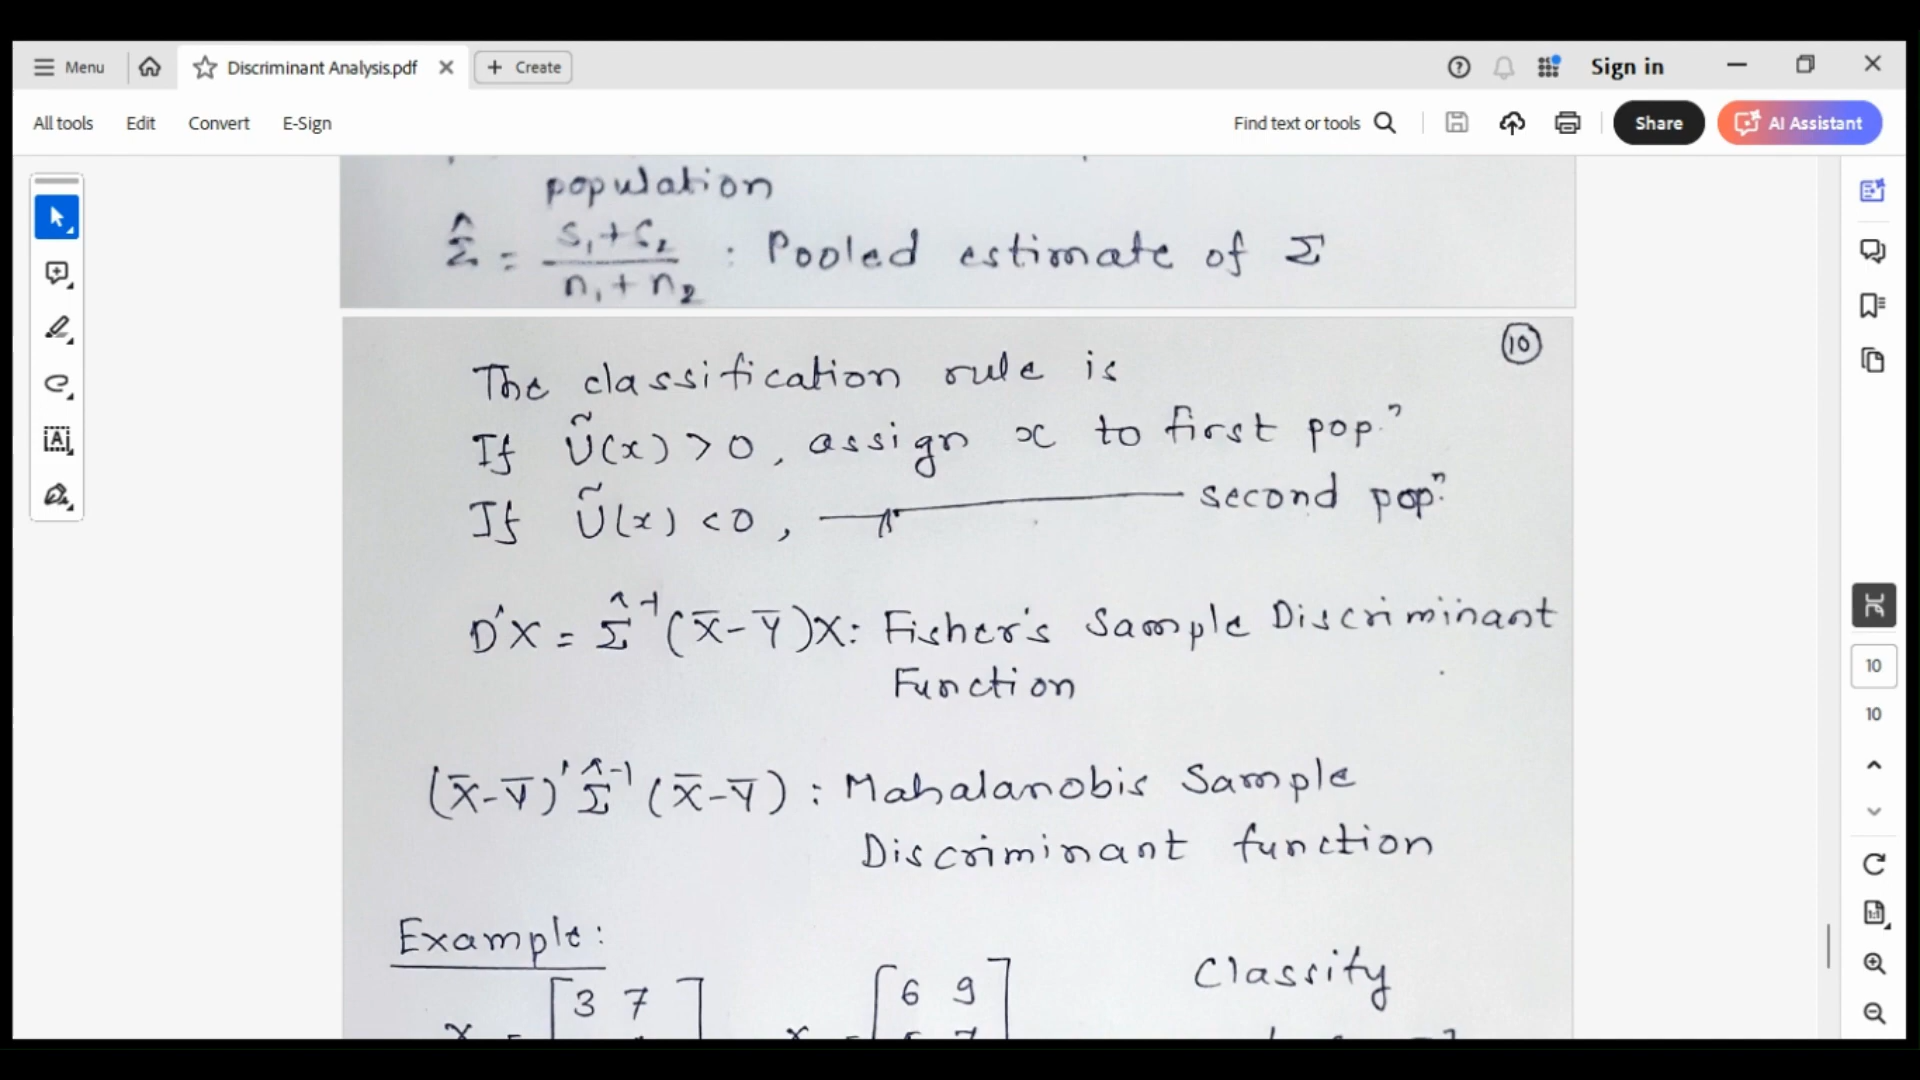 Menu
Discriminant Analysis.pdf
Create
Sign in
All tools
Edit
Convert
E-Sign
Find text or tools
Share
AI Assistant
population
Σ̂ = S₁+S₂ / n₁+n₂ : Pooled estimate of Σ
10
The classification rule is
If Ũ(x) > 0, assign x to first popⁿ
If Ũ(x) < 0, —〃— second popⁿ.
D'X = Σ̂⁻¹ (X̄-Ȳ)X: Fisher's Sample Discriminant
Function
(X̄-Ȳ)' Σ̂⁻¹ (X̄-Ȳ) : Mahalanobis Sample
Discriminant function
Example:
Classify
3 7
6 9
10
10